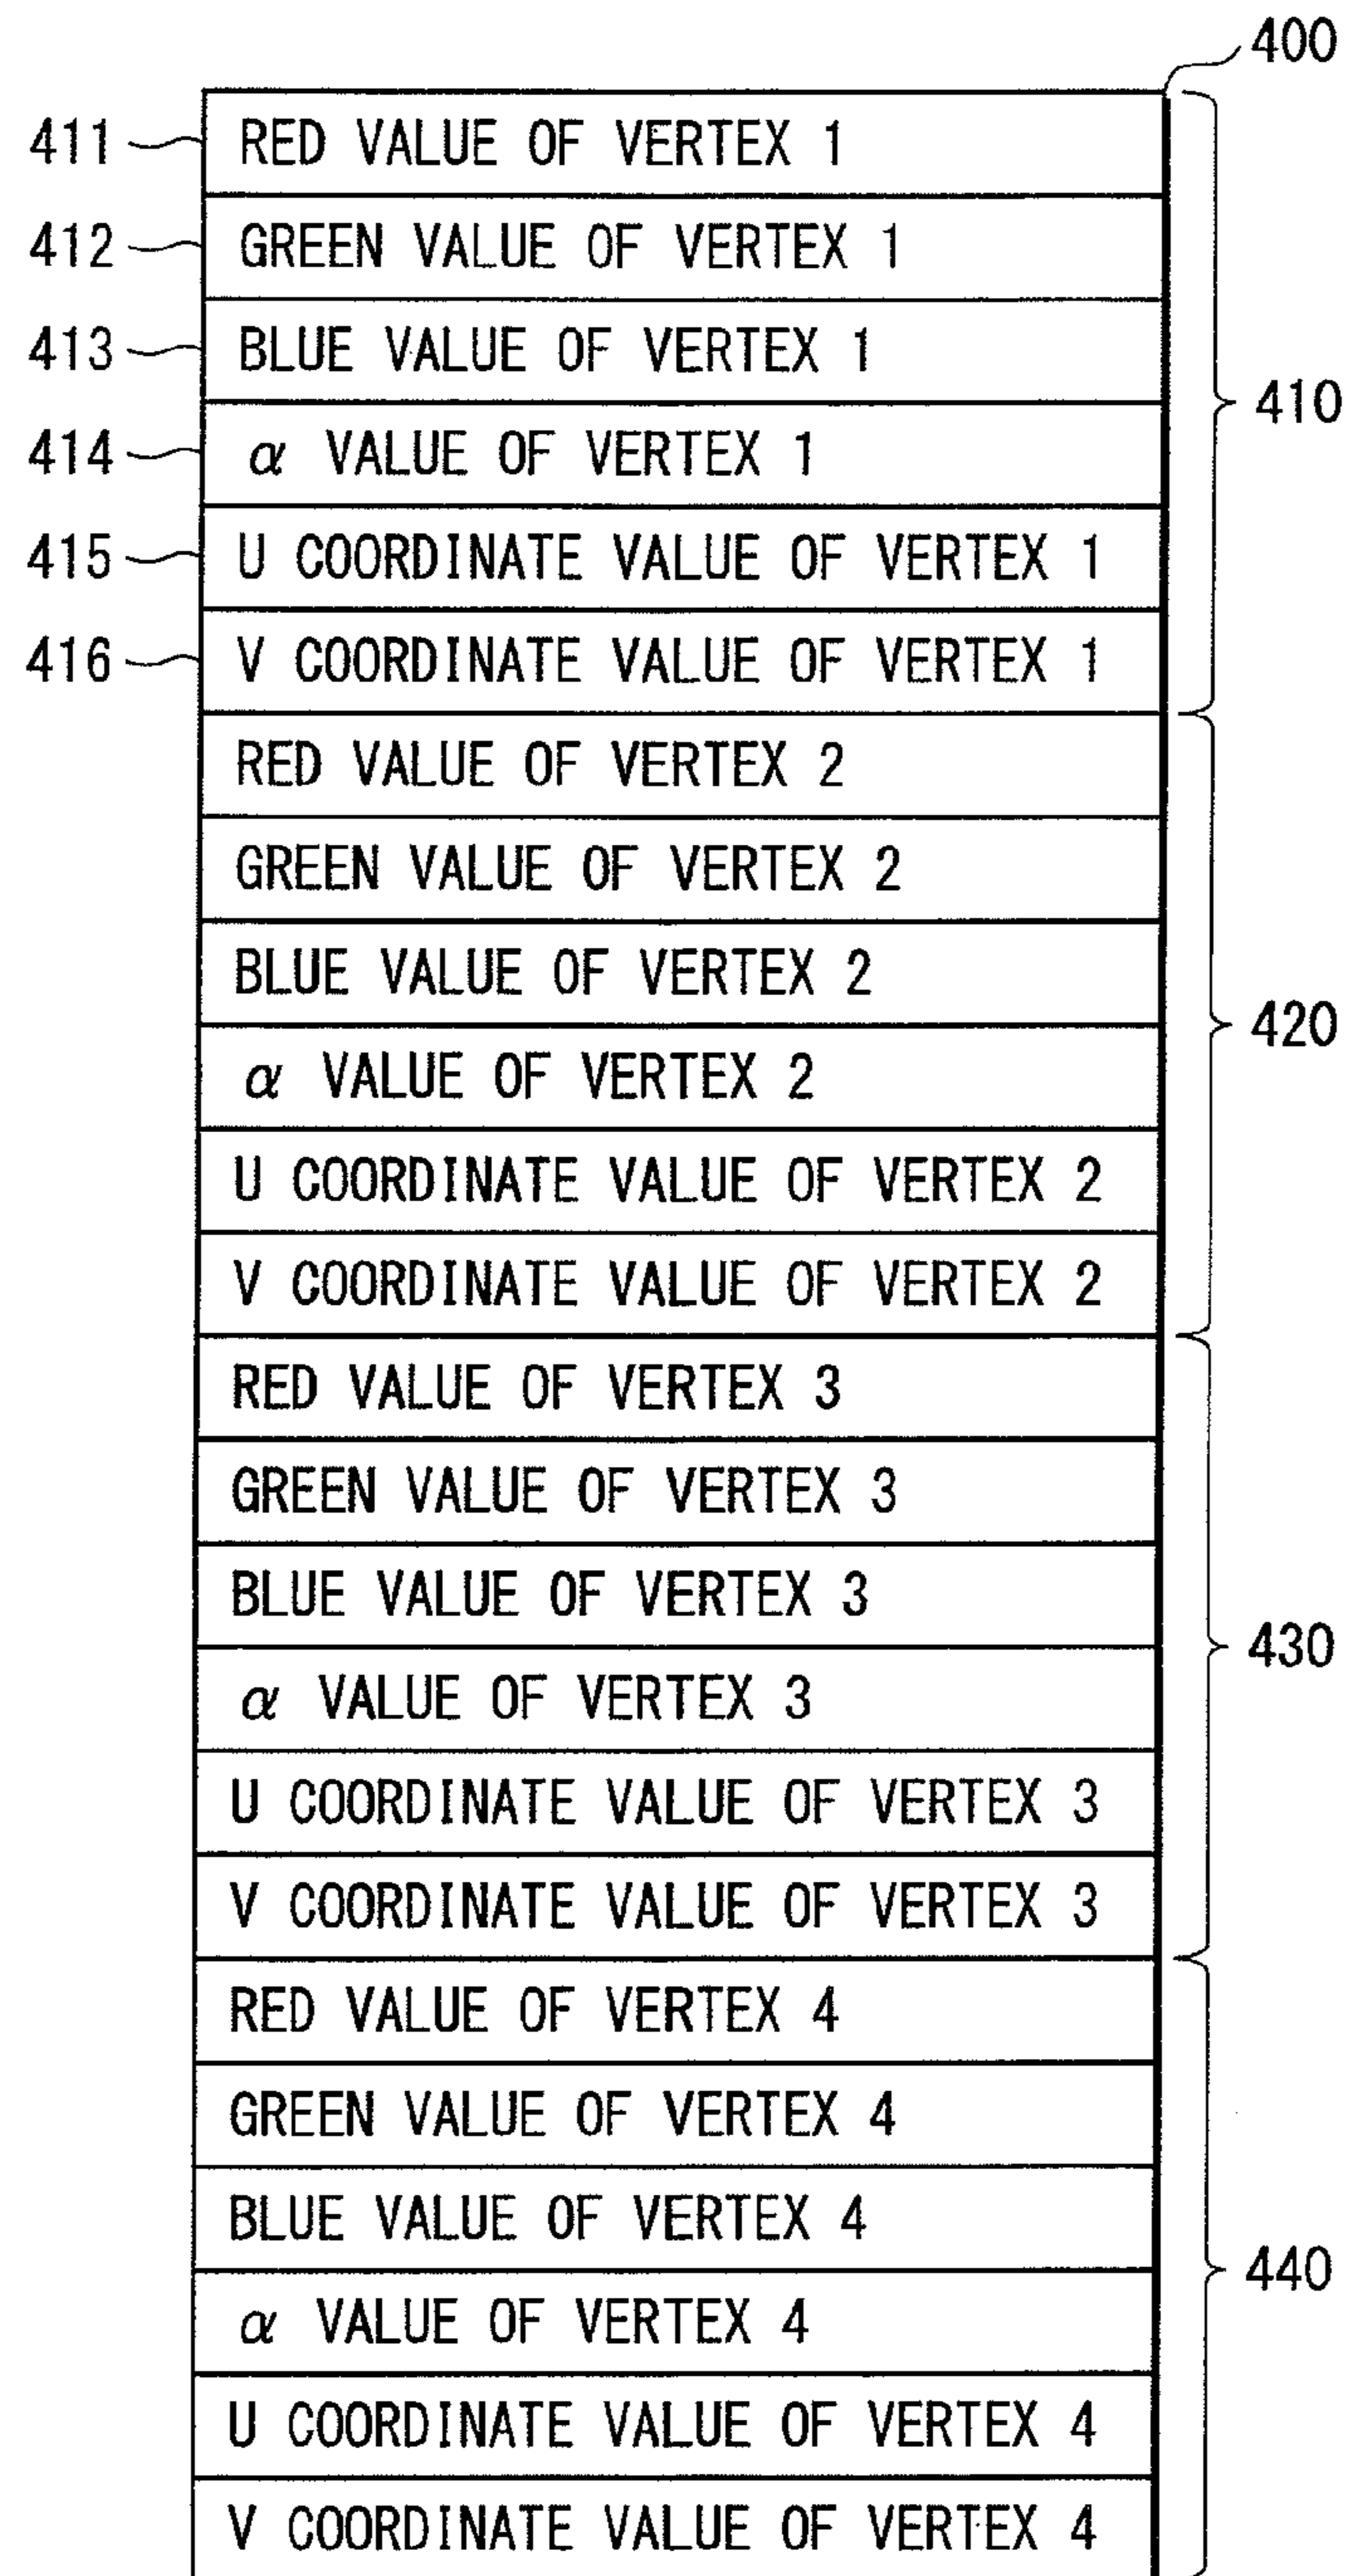 400
411 RED VALUE OF VERTEX 1
412 GREEN VALUE OF VERTEX 1
413 BLUE VALUE OF VERTEX 1
410
414 α VALUE OF VERTEX 1
415 U COORDINATE VALUE OF VERTEX 1
416 V COORDINATE VALUE OF VERTEX 1
RED VALUE OF VERTEX 2
GREEN VALUE OF VERTEX 2
BLUE VALUE OF VERTEX 2
420
α VALUE OF VERTEX 2
U COORDINATE VALUE OF VERTEX 2
V COORDINATE VALUE OF VERTEX 2
RED VALUE OF VERTEX 3
GREEN VALUE OF VERTEX 3
BLUE VALUE OF VERTEX 3
430
α VALUE OF VERTEX 3
U COORDINATE VALUE OF VERTEX 3
V COORDINATE VALUE OF VERTEX 3
RED VALUE OF VERTEX 4
GREEN VALUE OF VERTEX 4
BLUE VALUE OF VERTEX 4
440
α VALUE OF VERTEX 4
U COORDINATE VALUE OF VERTEX 4
V COORDINATE VALUE OF VERTEX 4